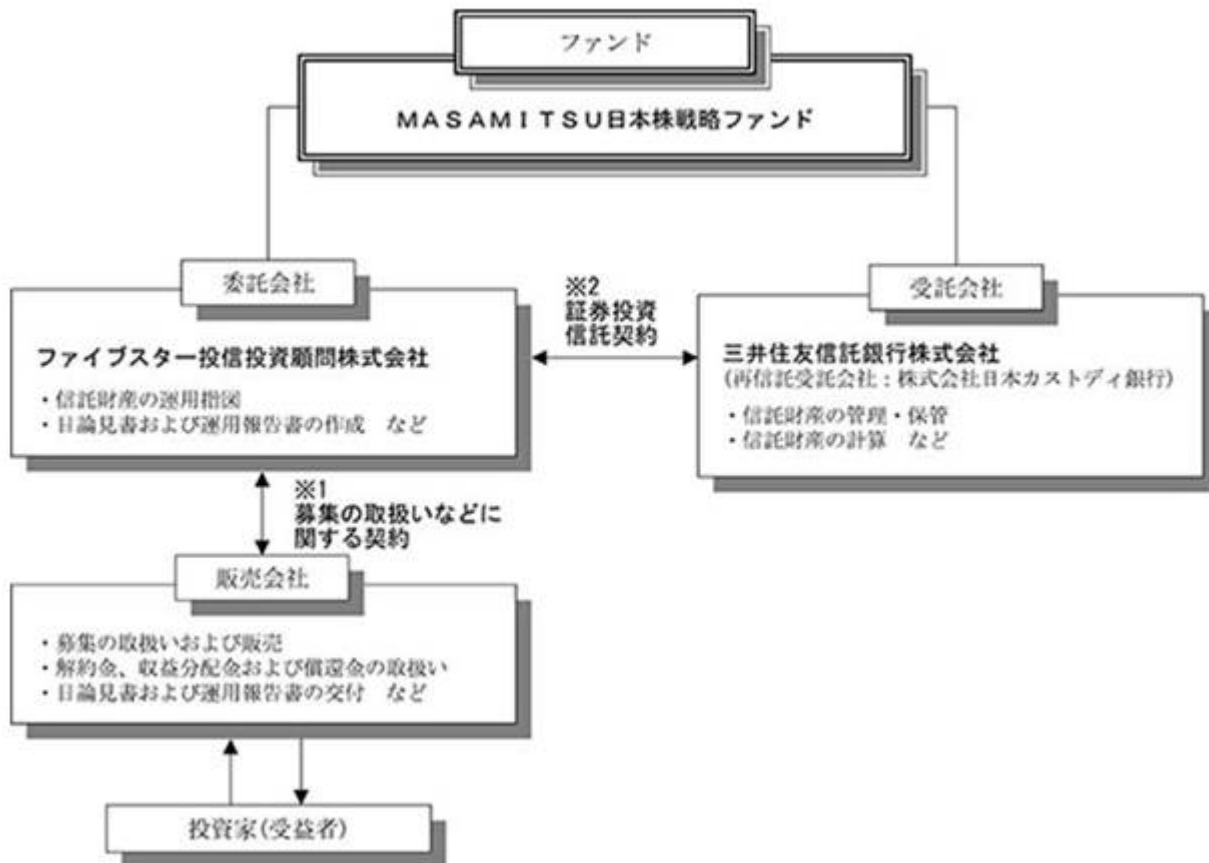 ファンド
MASAMITSU日本株戦略ファンド
委託会社
ファイブスター投信投資顧問株式会社
・信託財産の運用指図
・目論見書および運用報告書の作成 など
※2
証券投資
信託契約
受託会社
三井住友信託銀行株式会社
(再信託受託会社：株式会社日本カストディ銀行)
・信託財産の管理・保管
・信託財産の計算 など
※1
募集の取扱いなどに
関する契約
販売会社
・募集の取扱いおよび販売
・解約金、収益分配金および償還金の取扱い
・目論見書および運用報告書の交付 など
投資家(受益者)